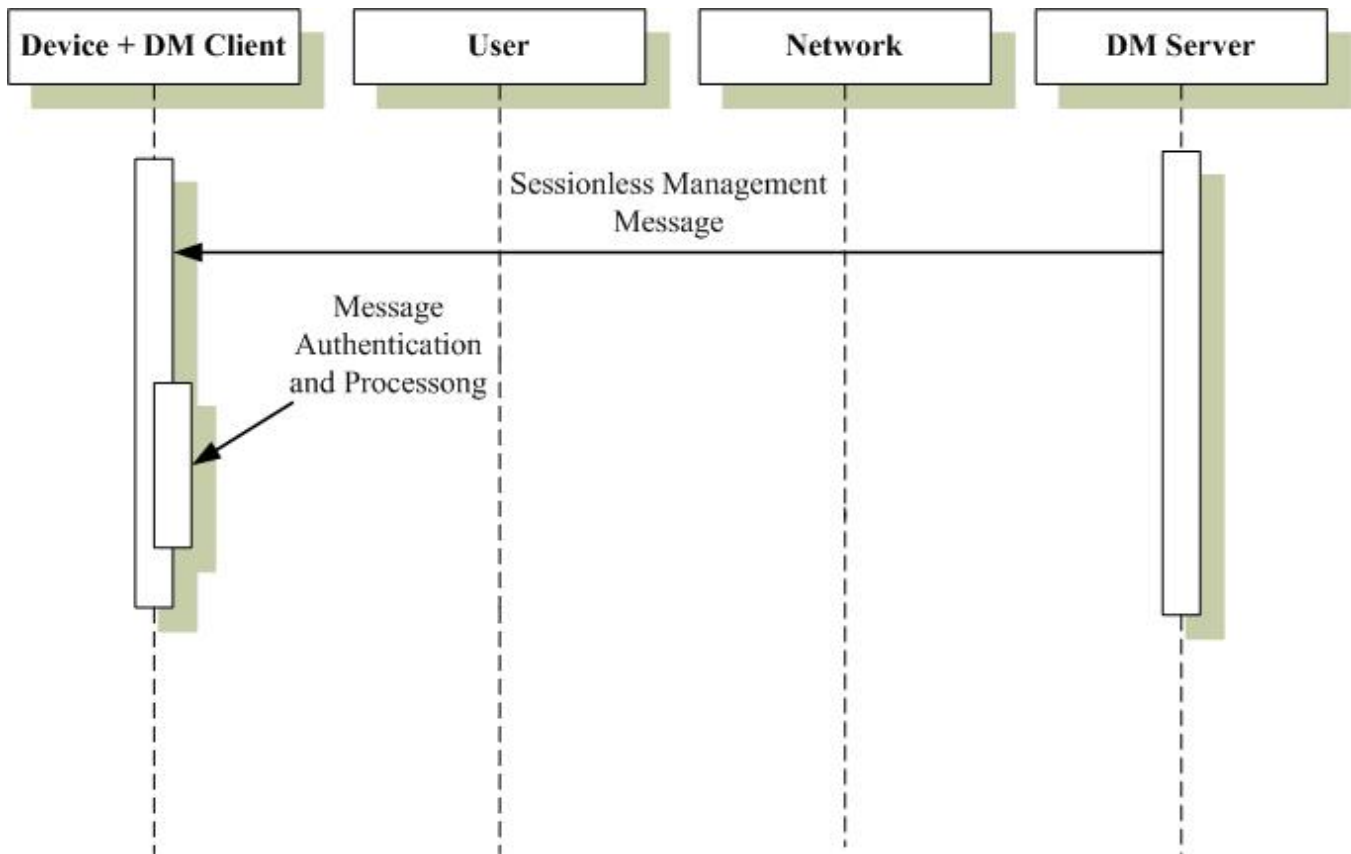 Device + DM Client
User
Network
DM Server
Sessionless Management
Message
Message
Authentication
and Processong